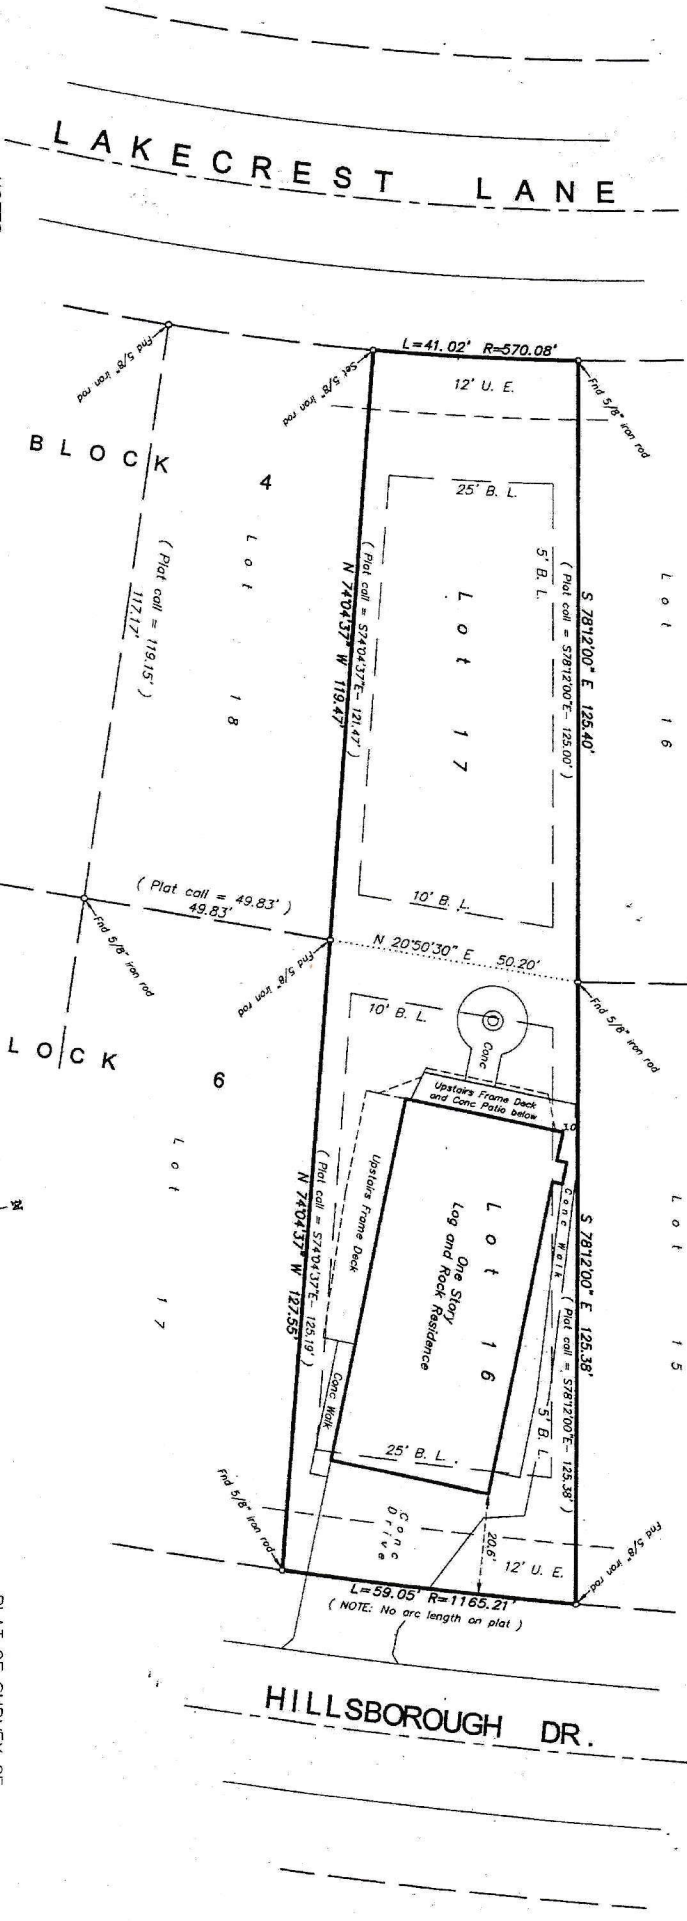 LAKECREST LANE
L=41.02' R=570.08'
Fnd 5/8" iron rod
Set 5/8" iron rod
Fnd 5/8" iron rod
12' U. E.
BLOCK 4
25' B. L.
5' B. L.
Lot 18
Lot 17
Lot 16
( Plat call = 119.15' )
117.17'
( Plat call = S74°04'37"E- 121.47' )
N 74°04'37" W 119.47'
( Plat call = S78°12'00"E- 125.00' )
S 78°12'00" E 125.40'
10' B. L.
( Plat call = 49.83' )
49.83'
N 20°50'30" E 50.20'
Fnd 5/8" iron rod
Fnd 5/8" iron rod
Fnd 5/8" iron rod
10' B. L.
Conc
LOCK 6
Upstairs Frame Deck
and Conc Patio below
Upstairs Frame Deck
Lot 17
Lot 16
One Story
Log and Rock Residence
Conc Walk
Lot 15
( Plat call = S74°04'37"E- 125.19' )
N 74°04'37" W 127.55'
S 78°12'00" E 125.38'
( Plat call = S78°12'00"E- 125.38' )
Conc Walk
5' B. L.
25' B. L.
Conc
Drive
20.6'
12' U. E.
Fnd 5/8" iron rod
Fnd 5/8" iron rod
L=59.05' R=1165.21'
( NOTE: No arc length on plat )
HILLSBOROUGH DR.